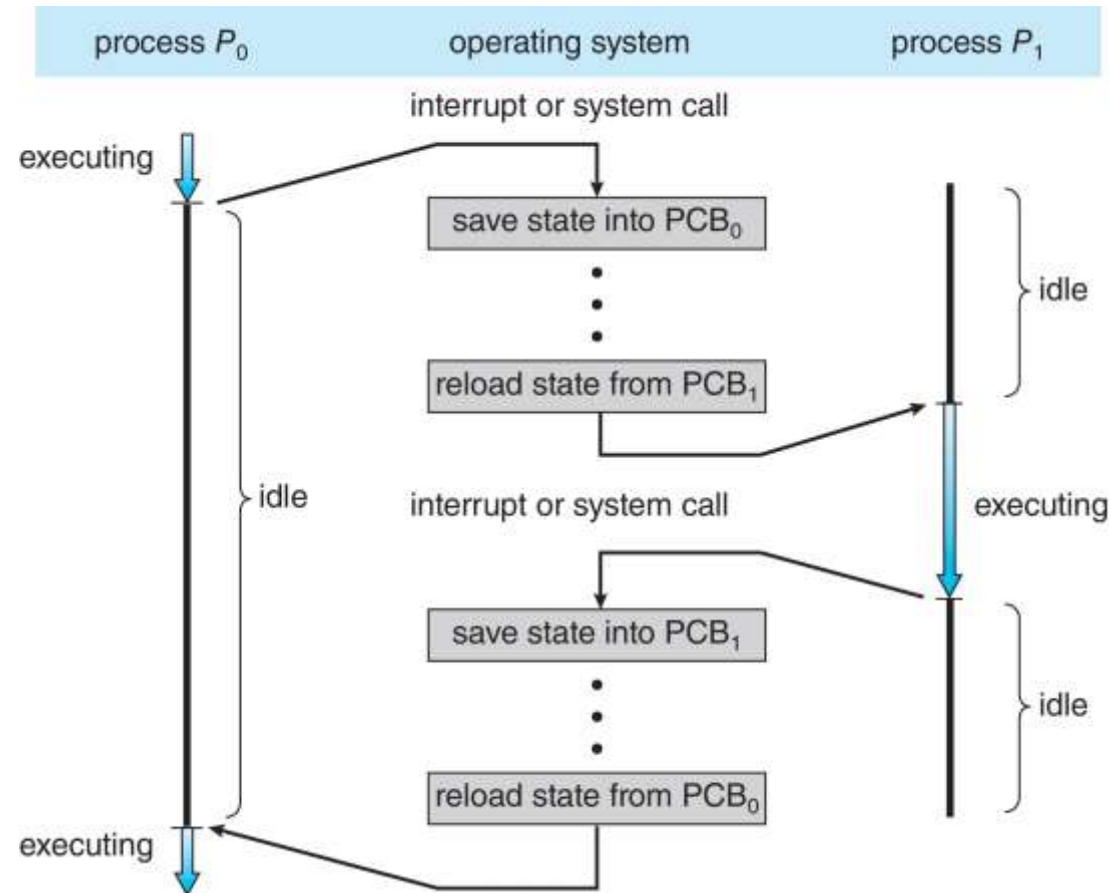 process P₀ operating system process P₁
interrupt or system call
executing
save state into PCB₀
idle
reload state from PCB₁
idle
interrupt or system call
executing
save state into PCB₁
idle
reload state from PCB₀
executing